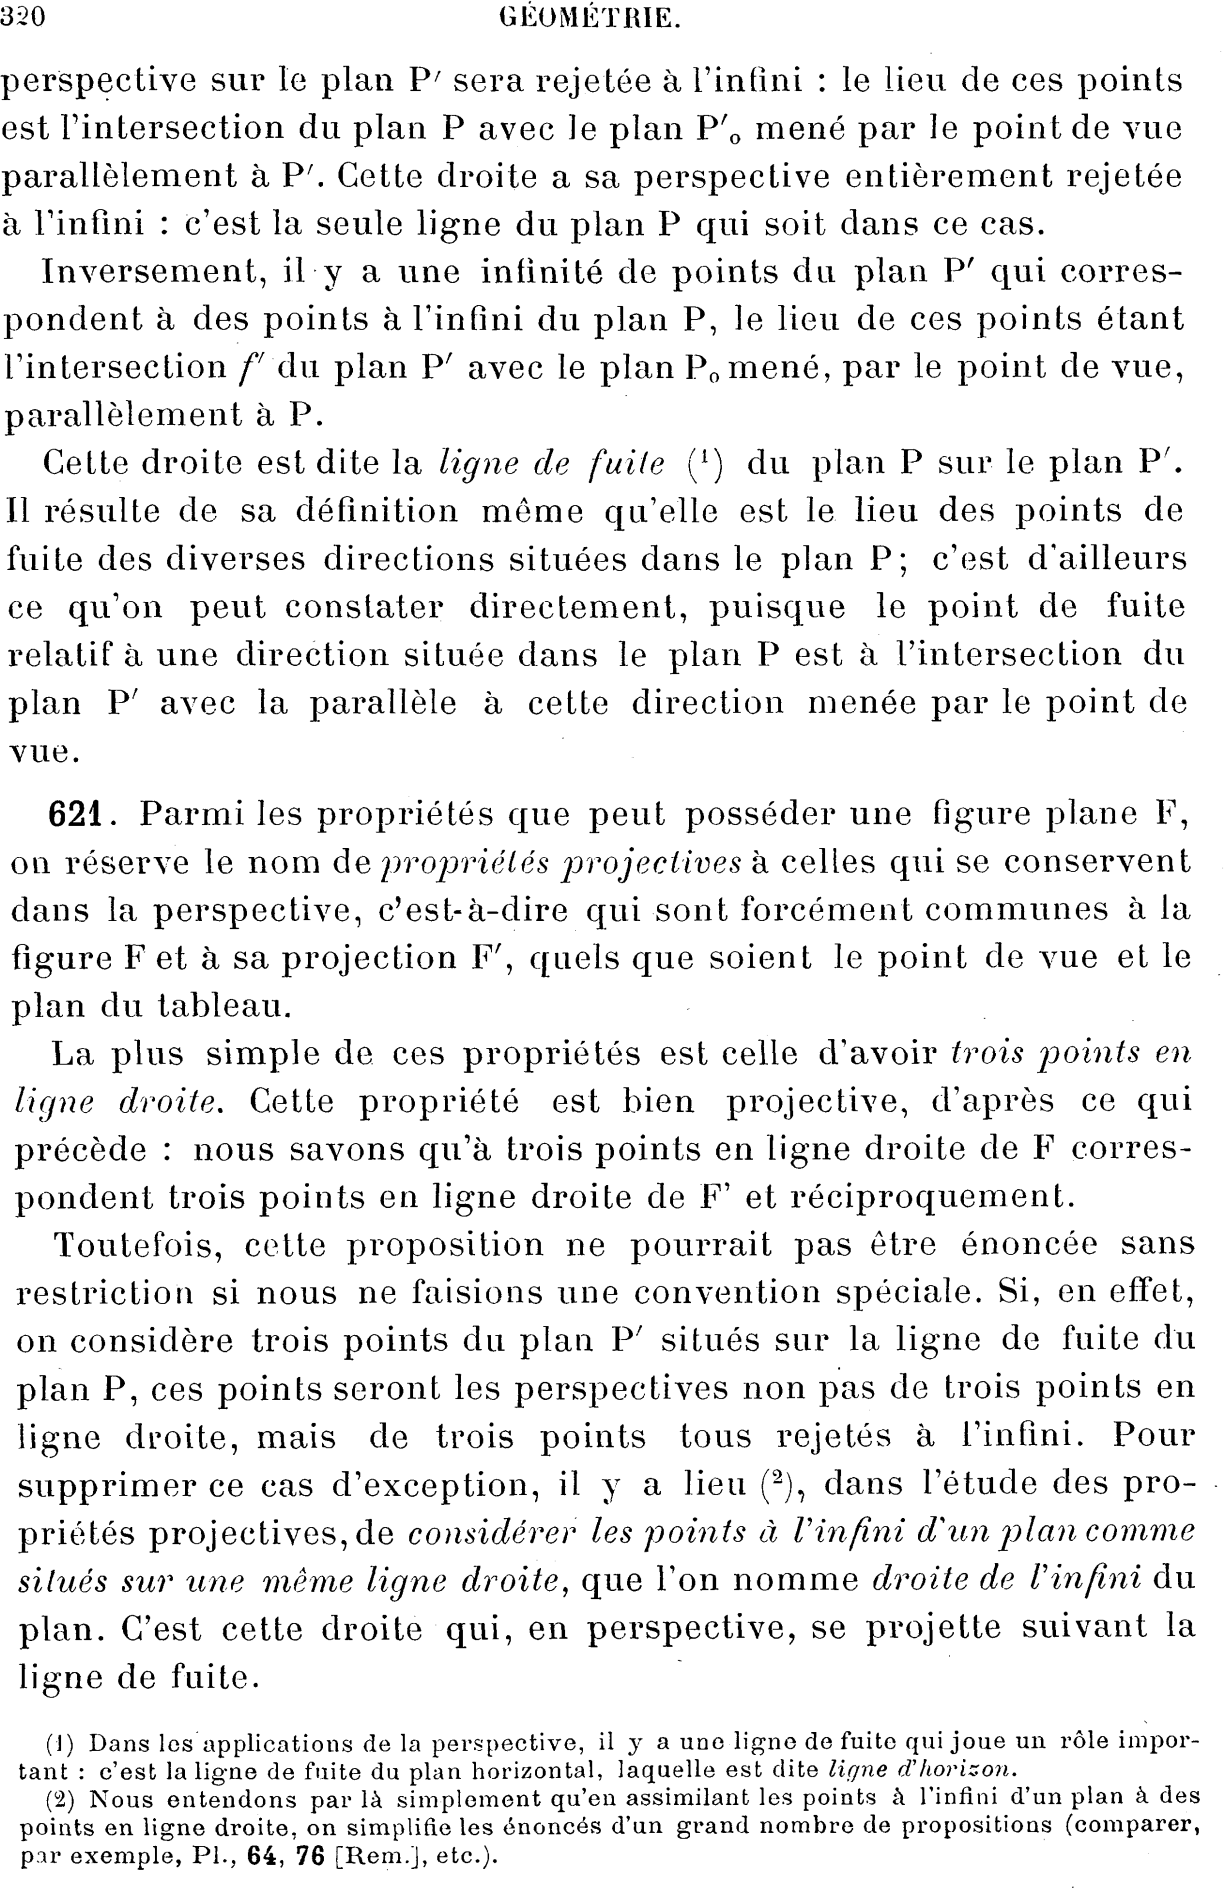 320 GÉOMÉTRIE.
perspective sur le plan P′ sera rejetée à l'infini : le lieu de ces points
est l'intersection du plan P avec le plan P′₀ mené par le point de vue
parallèlement à P′. Cette droite a sa perspective entièrement rejetée
à l'infini : c'est la seule ligne du plan P qui soit dans ce cas.
Inversement, il y a une infinité de points du plan P′ qui corres-
pondent à des points à l'infini du plan P, le lieu de ces points étant
l'intersection f′ du plan P′ avec le plan P₀ mené, par le point de vue,
parallèlement à P.
Cette droite est dite la ligne de fuite (¹) du plan P sur le plan P′.
Il résulte de sa définition même qu'elle est le lieu des points de
fuite des diverses directions situées dans le plan P; c'est d'ailleurs
ce qu'on peut constater directement, puisque le point de fuite
relatif à une direction située dans le plan P est à l'intersection du
plan P′ avec la parallèle à cette direction menée par le point de
vue.
621. Parmi les propriétés que peut posséder une figure plane F,
on réserve le nom de propriétés projectives à celles qui se conservent
dans la perspective, c'est-à-dire qui sont forcément communes à la
figure F et à sa projection F′, quels que soient le point de vue et le
plan du tableau.
La plus simple de ces propriétés est celle d'avoir trois points en
ligne droite. Cette propriété est bien projective, d'après ce qui
précède : nous savons qu'à trois points en ligne droite de F corres-
pondent trois points en ligne droite de F' et réciproquement.
Toutefois, cette proposition ne pourrait pas être énoncée sans
restriction si nous ne faisions une convention spéciale. Si, en effet,
on considère trois points du plan P′ situés sur la ligne de fuite du
plan P, ces points seront les perspectives non pas de trois points en
ligne droite, mais de trois points tous rejetés à l'infini. Pour
supprimer ce cas d'exception, il y a lieu (²), dans l'étude des pro-
priétés projectives, de considérer les points à l'infini d'un plan comme
situés sur une même ligne droite, que l'on nomme droite de l'infini du
plan. C'est cette droite qui, en perspective, se projette suivant la
ligne de fuite.
(1) Dans les applications de la perspective, il y a une ligne de fuite qui joue un rôle impor-
tant : c'est la ligne de fuite du plan horizontal, laquelle est dite ligne d'horizon.
(2) Nous entendons par là simplement qu'en assimilant les points à l'infini d'un plan à des
points en ligne droite, on simplifie les énoncés d'un grand nombre de propositions (comparer,
par exemple, Pl., 64, 76 [Rem.], etc.).